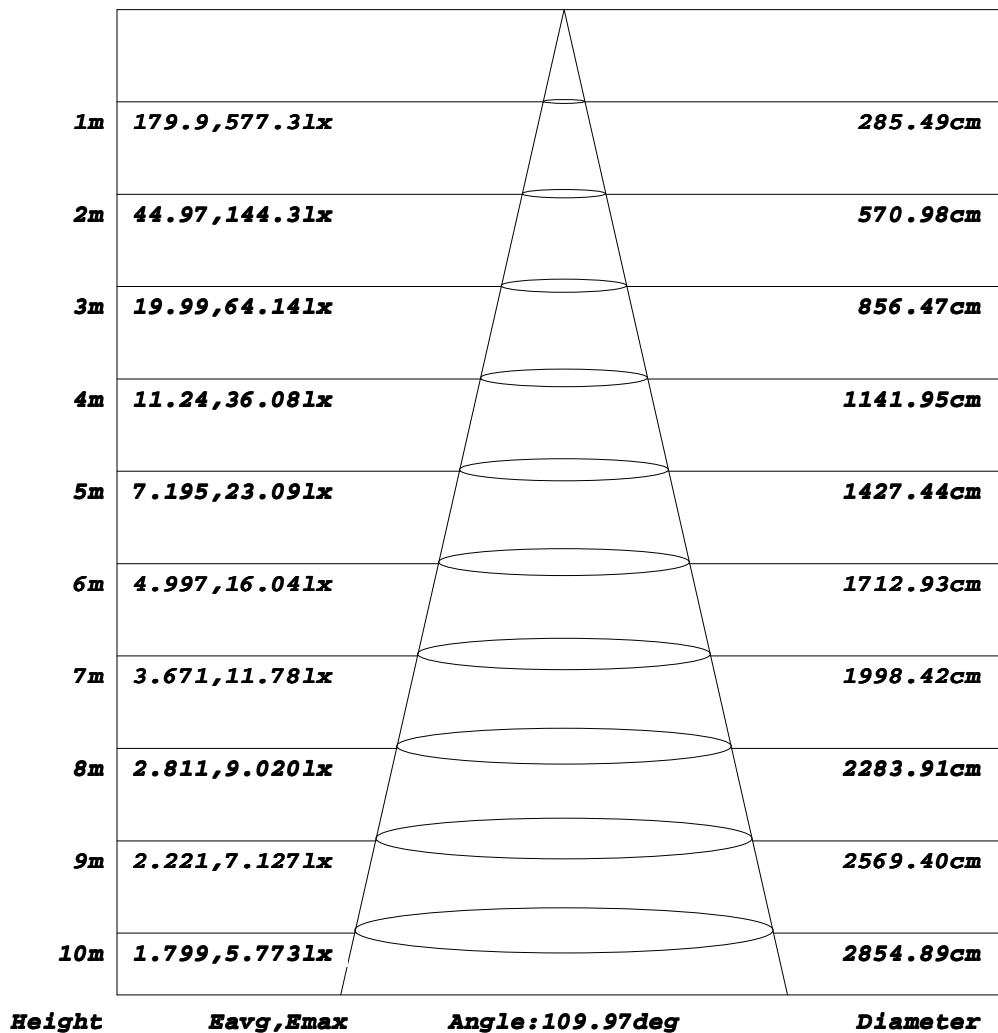 1m 179.9,577.3lx 285.49cm
2m 44.97,144.3lx 570.98cm
3m 19.99,64.14lx 856.47cm
4m 11.24,36.08lx 1141.95cm
5m 7.195,23.09lx 1427.44cm
6m 4.997,16.04lx 1712.93cm
7m 3.671,11.78lx 1998.42cm
8m 2.811,9.020lx 2283.91cm
9m 2.221,7.127lx 2569.40cm
10m 1.799,5.773lx 2854.89cm
Height Eavg,Emax Angle:109.97deg Diameter